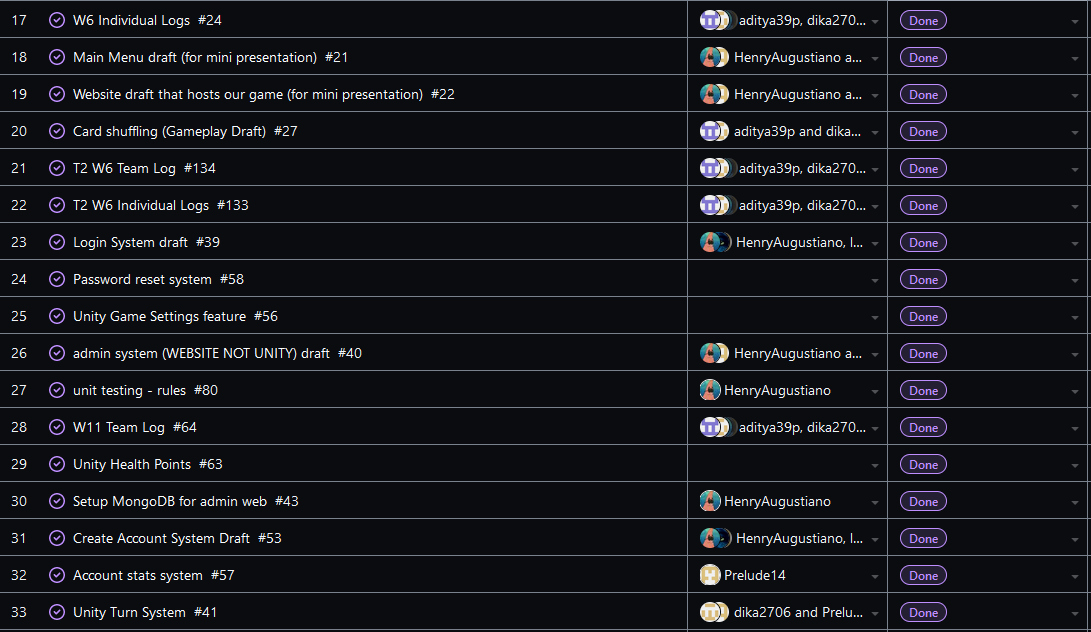 17 W6 Individual Logs #24 aditya39p, dika270... Done
18 Main Menu draft (for mini presentation) #21 HenryAugustiano a... Done
19 Website draft that hosts our game (for mini presentation) #22 HenryAugustiano a... Done
20 Card shuffling (Gameplay Draft) #27 aditya39p and dika... Done
21 T2 W6 Team Log #134 aditya39p, dika270... Done
22 T2 W6 Individual Logs #133 aditya39p, dika270... Done
23 Login System draft #39 HenryAugustiano, l... Done
24 Password reset system #58 Done
25 Unity Game Settings feature #56 Done
26 admin system (WEBSITE NOT UNITY) draft #40 HenryAugustiano a... Done
27 unit testing - rules #80 HenryAugustiano Done
28 W11 Team Log #64 aditya39p, dika270... Done
29 Unity Health Points #63 Done
30 Setup MongoDB for admin web #43 HenryAugustiano Done
31 Create Account System Draft #53 HenryAugustiano, l... Done
32 Account stats system #57 Prelude14 Done
33 Unity Turn System #41 dika2706 and Prelu... Done